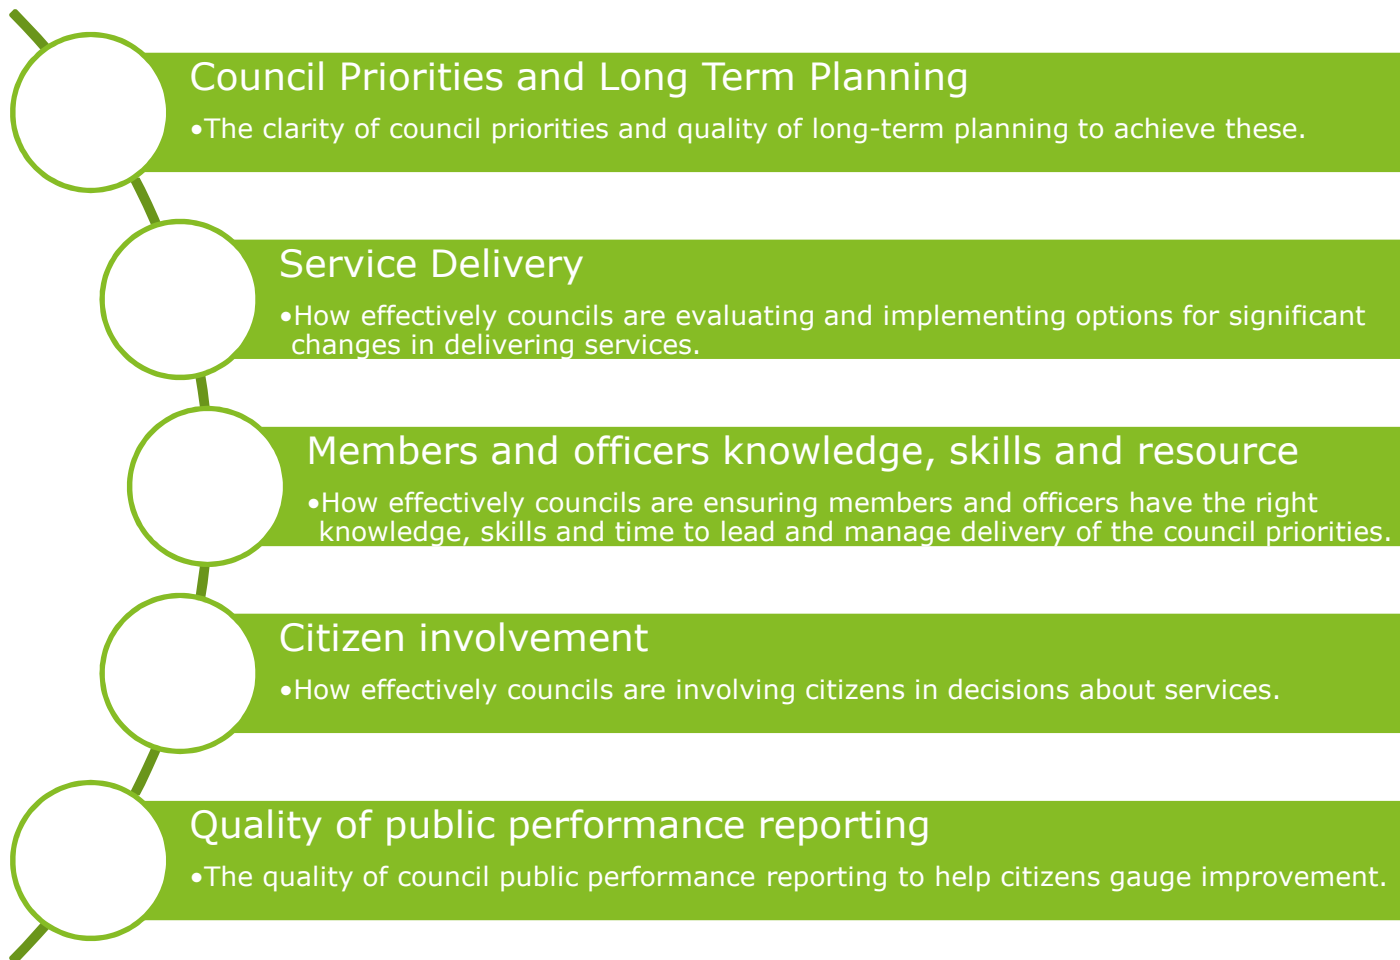 Council Priorities and Long Term Planning
•The clarity of council priorities and quality of long-term planning to achieve these.
Service Delivery
•How effectively councils are evaluating and implementing options for significant
changes in delivering services.
Members and officers knowledge, skills and resource
•How effectively councils are ensuring members and officers have the right
knowledge, skills and time to lead and manage delivery of the council priorities.
Citizen involvement
•How effectively councils are involving citizens in decisions about services.
Quality of public performance reporting
•The quality of council public performance reporting to help citizens gauge improvement.